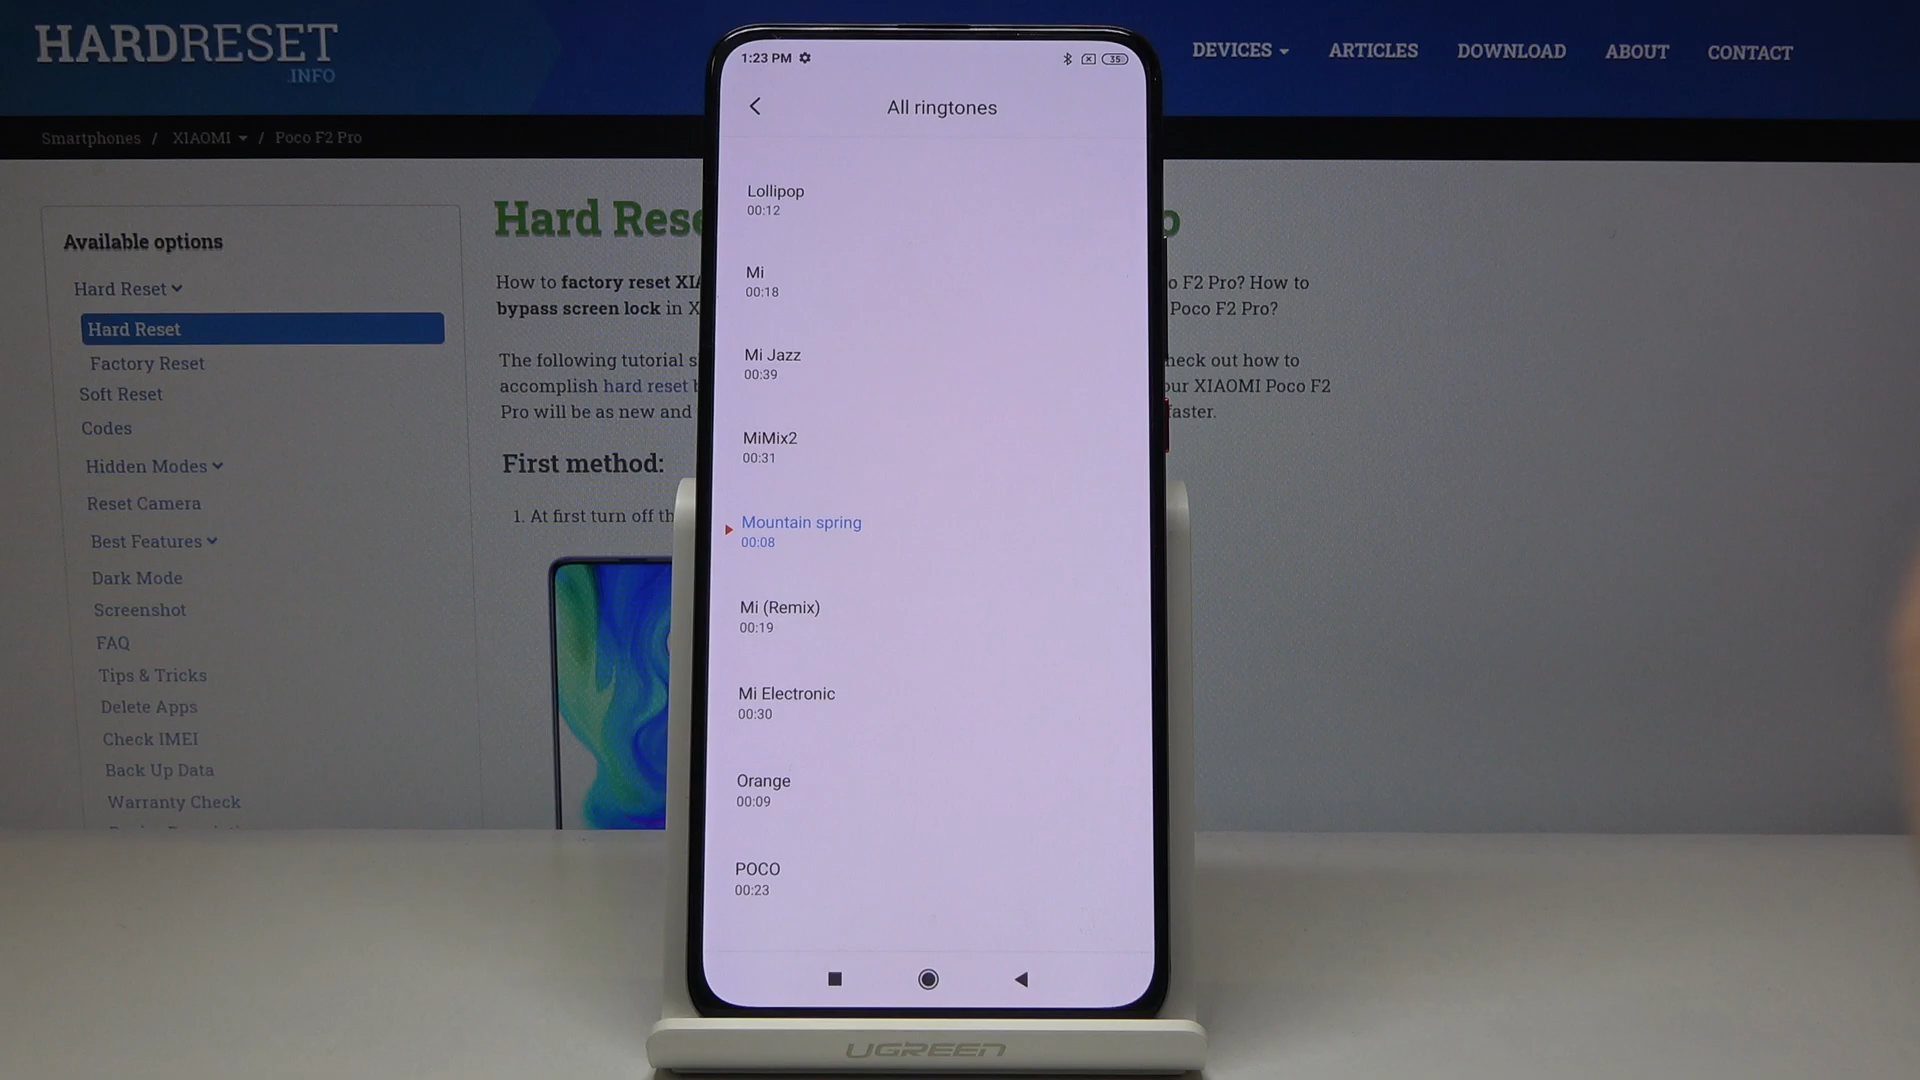 HARDRESET
.INFO
DEVICES
ARTICLES
DOWNLOAD
ABOUT
CONTACT
Smartphones / XIAOMI / Poco F2 Pro
Available options
Hard Reset
Hard Reset
Factory Reset
Soft Reset
Codes
Hidden Modes
Reset Camera
Best Features
Dark Mode
Screenshot
FAQ
Tips & Tricks
Delete Apps
Check IMEI
Back Up Data
Warranty Check
Hard Rese
o
How to factory reset XIA
o F2 Pro? How to
bypass screen lock in X
Poco F2 Pro?
The following tutorial s
heck out how to
accomplish hard reset b
our XIAOMI Poco F2
Pro will be as new and
faster.
First method:
1. At first turn off th
1:23 PM
35
All ringtones
Lollipop
00:12
Mi
00:18
Mi Jazz
00:39
MiMix2
00:31
Mountain spring
00:08
Mi (Remix)
00:19
Mi Electronic
00:30
Orange
00:09
POCO
00:23
UGREEN